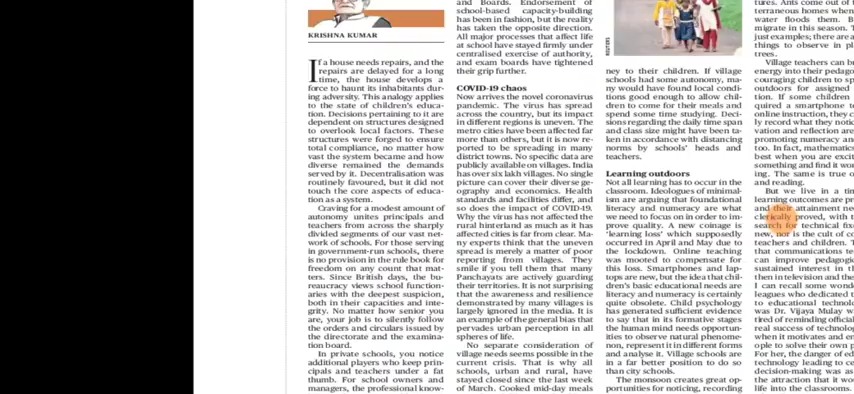 KRISHNA KUMAR
If a house needs repairs, and the
repairs are delayed for a long
time, the house develops a
force to haunt its inhabitants dur-
ing adversity. This analogy applies
to the state of children's educa-
tion. Decisions pertaining to it are
dependent on structures designed
to overlook local factors. These
structures were forged to ensure
total compliance, no matter how
vast the system became and how
diverse remained the demands
served by it. Decentralisation was
routinely favoured, but it did not
touch the core aspects of educa-
tion as a system.
Craving for a modest amount of
autonomy unites principals and
teachers from across the sharply
divided segments of our vast net-
work of schools. For those serving
in government-run schools, there
is no provision in the rule book for
freedom on any count that mat-
ters. Since British days, the bu-
reaucracy views school function-
aries with the deepest suspicion,
both in their capacities and inte-
grity. No matter how senior you
are, your job is to silently follow
the orders and circulars issued by
the directorate and the examina-
tion board.
In private schools, you notice
additional players who keep prin-
cipals and teachers under a fat
thumb. For school owners and
managers, the professional know-
and Boards. Endorsement of
school-based capacity-building
has been in fashion, but the reality
has taken the opposite direction.
All major processes that affect life
at school have stayed firmly under
centralised exercise of authority,
and exam boards have tightened
their grip further.
COVID-19 chaos
Now arrives the novel coronavirus
pandemic. The virus has spread
across the country, but its impact
in different regions is uneven. The
metro cities have been affected far
more than others, but it is now re-
ported to be spreading in many
district towns. No specific data are
publicly available on villages. India
has over six lakh villages. No single
picture can cover their diverse ge-
ography and economics. Health
standards and facilities differ, and
so does the impact of COVID-19.
Why the virus has not affected the
rural hinterland as much as it has
affected cities is far from clear. Ma-
ny experts think that the uneven
spread is merely a matter of poor
reporting from villages. They
smile if you tell them that many
Panchayats are actively guarding
their territories. It is not surprising
that the awareness and resilience
demonstrated by many villages is
largely ignored in the media. It is
an example of the general bias that
pervades urban perception in all
spheres of life.
No separate consideration of
village needs seems possible in the
current crisis. That is why all
schools, urban and rural, have
stayed closed since the last week
of March. Cooked mid-day meals
REUTERS
ney to their children. If village
schools had some autonomy, ma-
ny would have found local condi-
tions good enough to allow chil-
dren to come for their meals and
spend some time studying. Deci-
sions regarding the daily time span
and class size might have been ta-
ken in accordance with distancing
norms by schools' heads and
teachers.
Learning outdoors
Not all learning has to occur in the
classroom. Ideologues of minimal-
ism are arguing that foundational
literacy and numeracy are what
we need to focus on in order to im-
prove quality. A new coinage is
'learning loss' which supposedly
occurred in April and May due to
the lockdown. Online teaching
was mooted to compensate for
this loss. Smartphones and lap-
tops are new, but the idea that chil-
dren's basic educational needs are
literacy and numeracy is certainly
quite obsolete. Child psychology
has generated sufficient evidence
to say that in its formative stages
the human mind needs opportun-
ities to observe natural phenome-
non, represent it in different forms
and analyse it. Village schools are
in a far better position to do so
than city schools.
The monsoon creates great op-
portunities for noticing, recording
tures. Ants come out of
terraneous homes when
water floods them. B
migrate in this season. T
just examples; there are a
things to observe in pl
trees.
Village teachers can b
energy into their pedago
couraging children to sp
outdoors for assigned
tion. If some children
quired a smartphone t
online instruction, they c
ly record what they notic
vation and reflection are
promoting numeracy and
too. In fact, mathematics
best when you are excit
something and find it wor
ing. The same is true o
and reading.
But we live in a tim
learning outcomes are pr
and their attainment nee
clerically proved, with t
search for technical fixe
new, nor is the cult of co
teachers and children. T
that communications te
can improve pedagogic
sustained interest in th
then in television and the
I can recall some wond
leagues who dedicated t
to educational technolo
was Dr. Vijaya Mulay w
tired of reminding official
real success of technolog
when it motivates and en
ople to solve their own p
For her, the danger of ed
technology leading to ce
decision-making was as
the attraction that it wou
life into the classrooms.